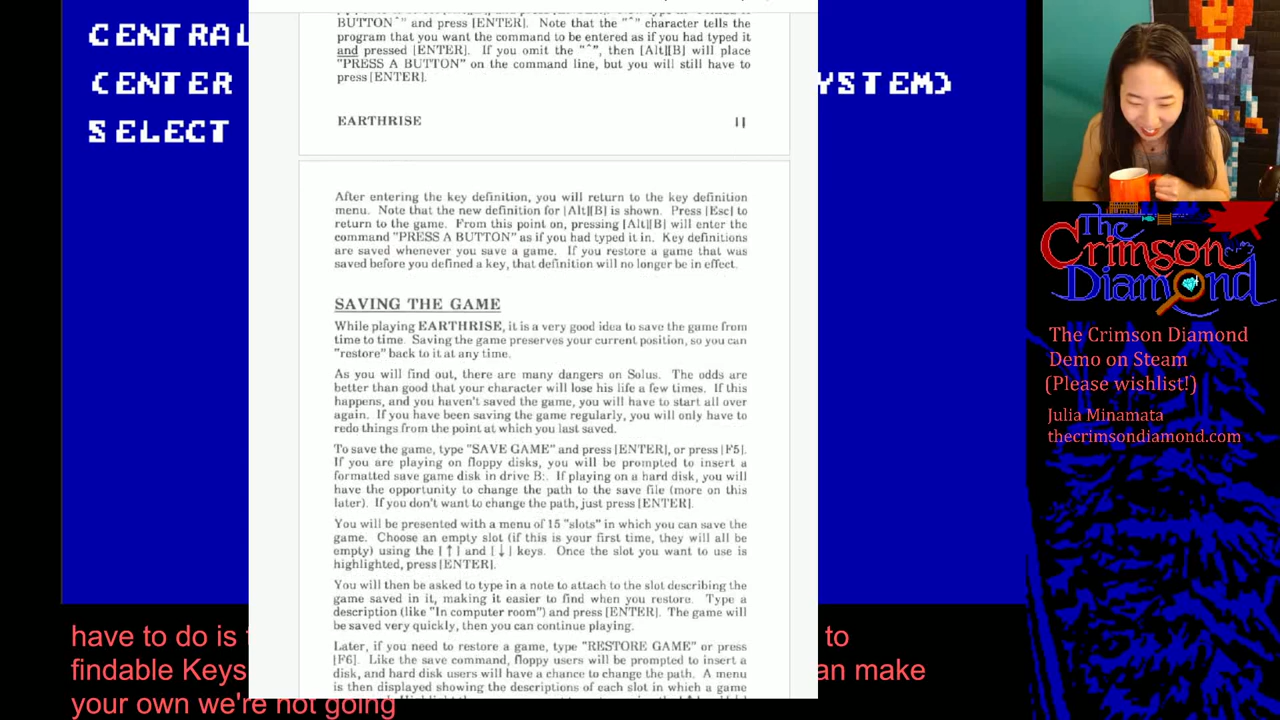 CENTRAL
(ENTER
YSTEM)
SELECT
BUTTON^" and press [ENTER]. Note that the "^" character tells the
program that you want the command to be entered as if you had typed it
and pressed [ENTER]. If you omit the "^", then [Alt][B] will place
"PRESS A BUTTON" on the command line, but you will still have to
press [ENTER].
EARTHRISE 11
After entering the key definition, you will return to the key definition
menu. Note that the new definition for [Alt][B] is shown. Press [Esc] to
return to the game. From this point on, pressing [Alt][B] will enter the
command "PRESS A BUTTON" as if you had typed it in. Key definitions
are saved whenever you save a game. If you restore a game that was
saved before you defined a key, that definition will no longer be in effect.
SAVING THE GAME
While playing EARTHRISE, it is a very good idea to save the game from
time to time. Saving the game preserves your current position, so you can
"restore" back to it at any time.
As you will find out, there are many dangers on Solus. The odds are
better than good that your character will lose his life a few times. If this
happens, and you haven't saved the game, you will have to start all over
again. If you have been saving the game regularly, you will only have to
redo things from the point at which you last saved.
To save the game, type "SAVE GAME" and press [ENTER], or press [F5].
If you are playing on floppy disks, you will be prompted to insert a
formatted save game disk in drive B:. If playing on a hard disk, you will
have the opportunity to change the path to the save file (more on this
later). If you don't want to change the path, just press [ENTER].
You will be presented with a menu of 15 "slots" in which you can save the
game. Choose an empty slot (if this is your first time, they will all be
empty) using the [↑] and [↓] keys. Once the slot you want to use is
highlighted, press [ENTER].
You will then be asked to type in a note to attach to the slot describing the
game saved in it, making it easier to find when you restore. Type a
description (like "In computer room") and press [ENTER]. The game will
be saved very quickly, then you can continue playing.
Later, if you need to restore a game, type "RESTORE GAME" or press
[F6]. Like the save command, floppy users will be prompted to insert a
disk, and hard disk users will have a chance to change the path. A menu
is then displayed showing the descriptions of each slot in which a game
The
Crimson
Diamond
The Crimson Diamond
Demo on Steam
(Please wishlist!)
Julia Minamata
thecrimsondiamond.com
have to do is to
findable Keys an make
your own we're not going